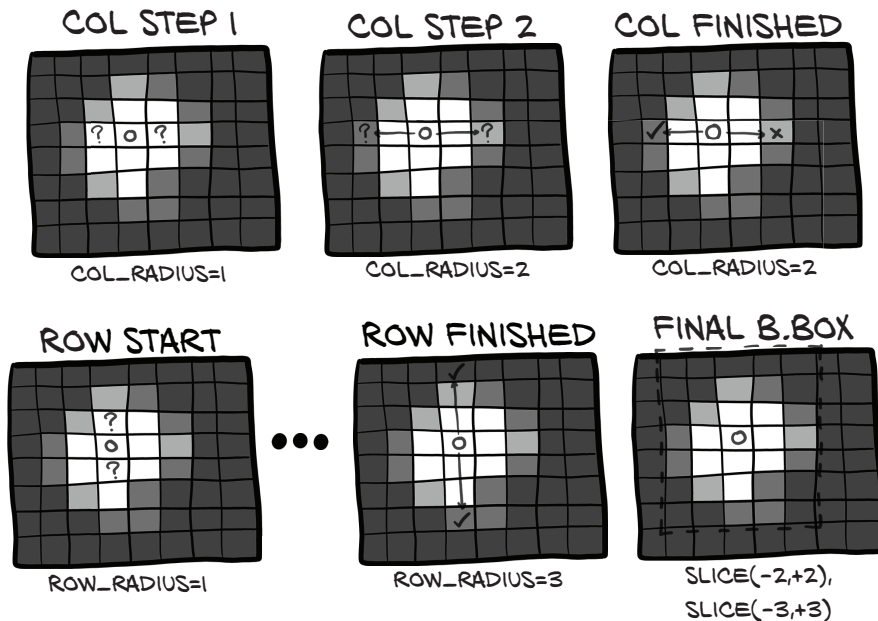 COL STEP 1
COL STEP 2
COL FINISHED
? O ?
? O ?
✓ O ×
COL_RADIUS=1
COL_RADIUS=2
COL_RADIUS=2
ROW START
ROW FINISHED
FINAL B.BOX
?
O
?
✓
O
✓
O
ROW_RADIUS=1
ROW_RADIUS=3
SLICE(-2,+2),
SLICE(-3,+3)